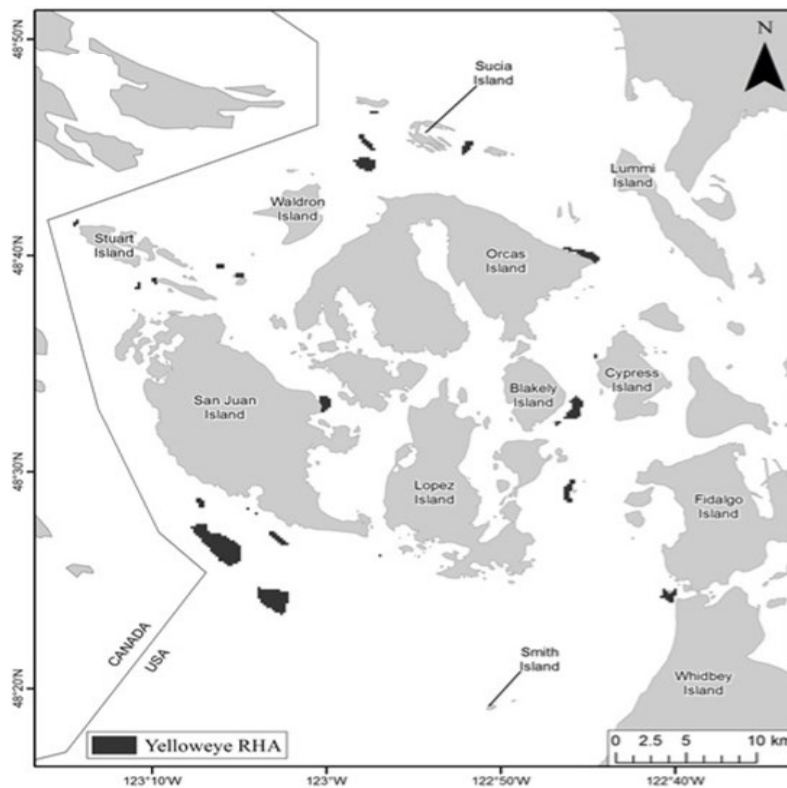 48°50'N
N
Sucia
Island
Lummi
Island
Waldron
Island
Stuart
Island
48°40'N
Orcas
Island
Cypress
Island
Blakely
Island
San Juan
Island
48°30'N
Lopez
Island
Fidalgo
Island
CANADA
USA
48°20'N
Smith
Island
Whidbey
Island
Yelloweye RHA
0 2.5 5 10 km
123°10'W 123°W 122°50'W 122°40'W